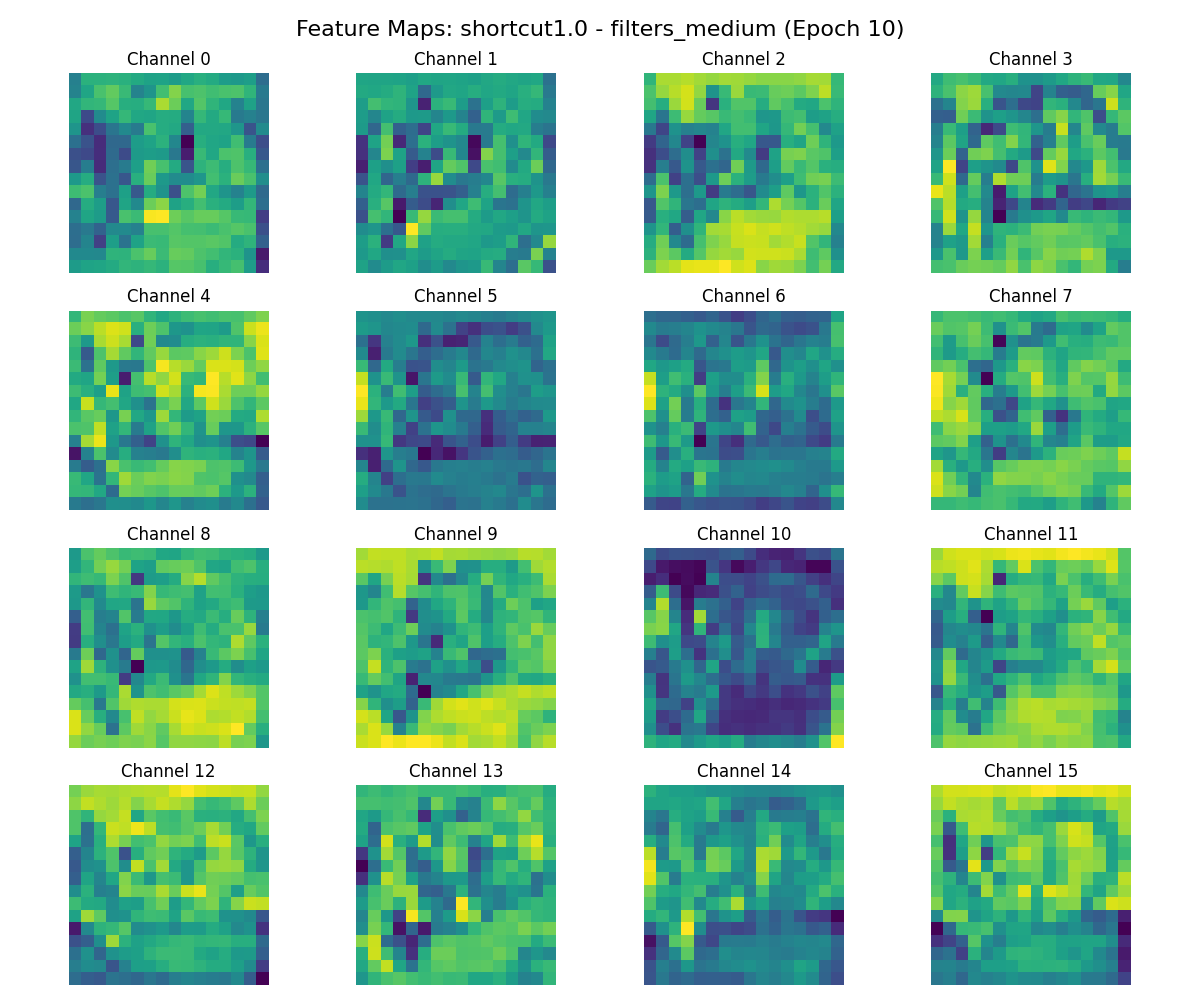 Feature Maps: shortcut1.0 - filters_medium (Epoch 10)
Channel 0
Channel 1
Channel 2
Channel 3
Channel 4
Channel 5
Channel 6
Channel 7
Channel 8
Channel 9
Channel 10
Channel 11
Channel 12
Channel 13
Channel 14
Channel 15